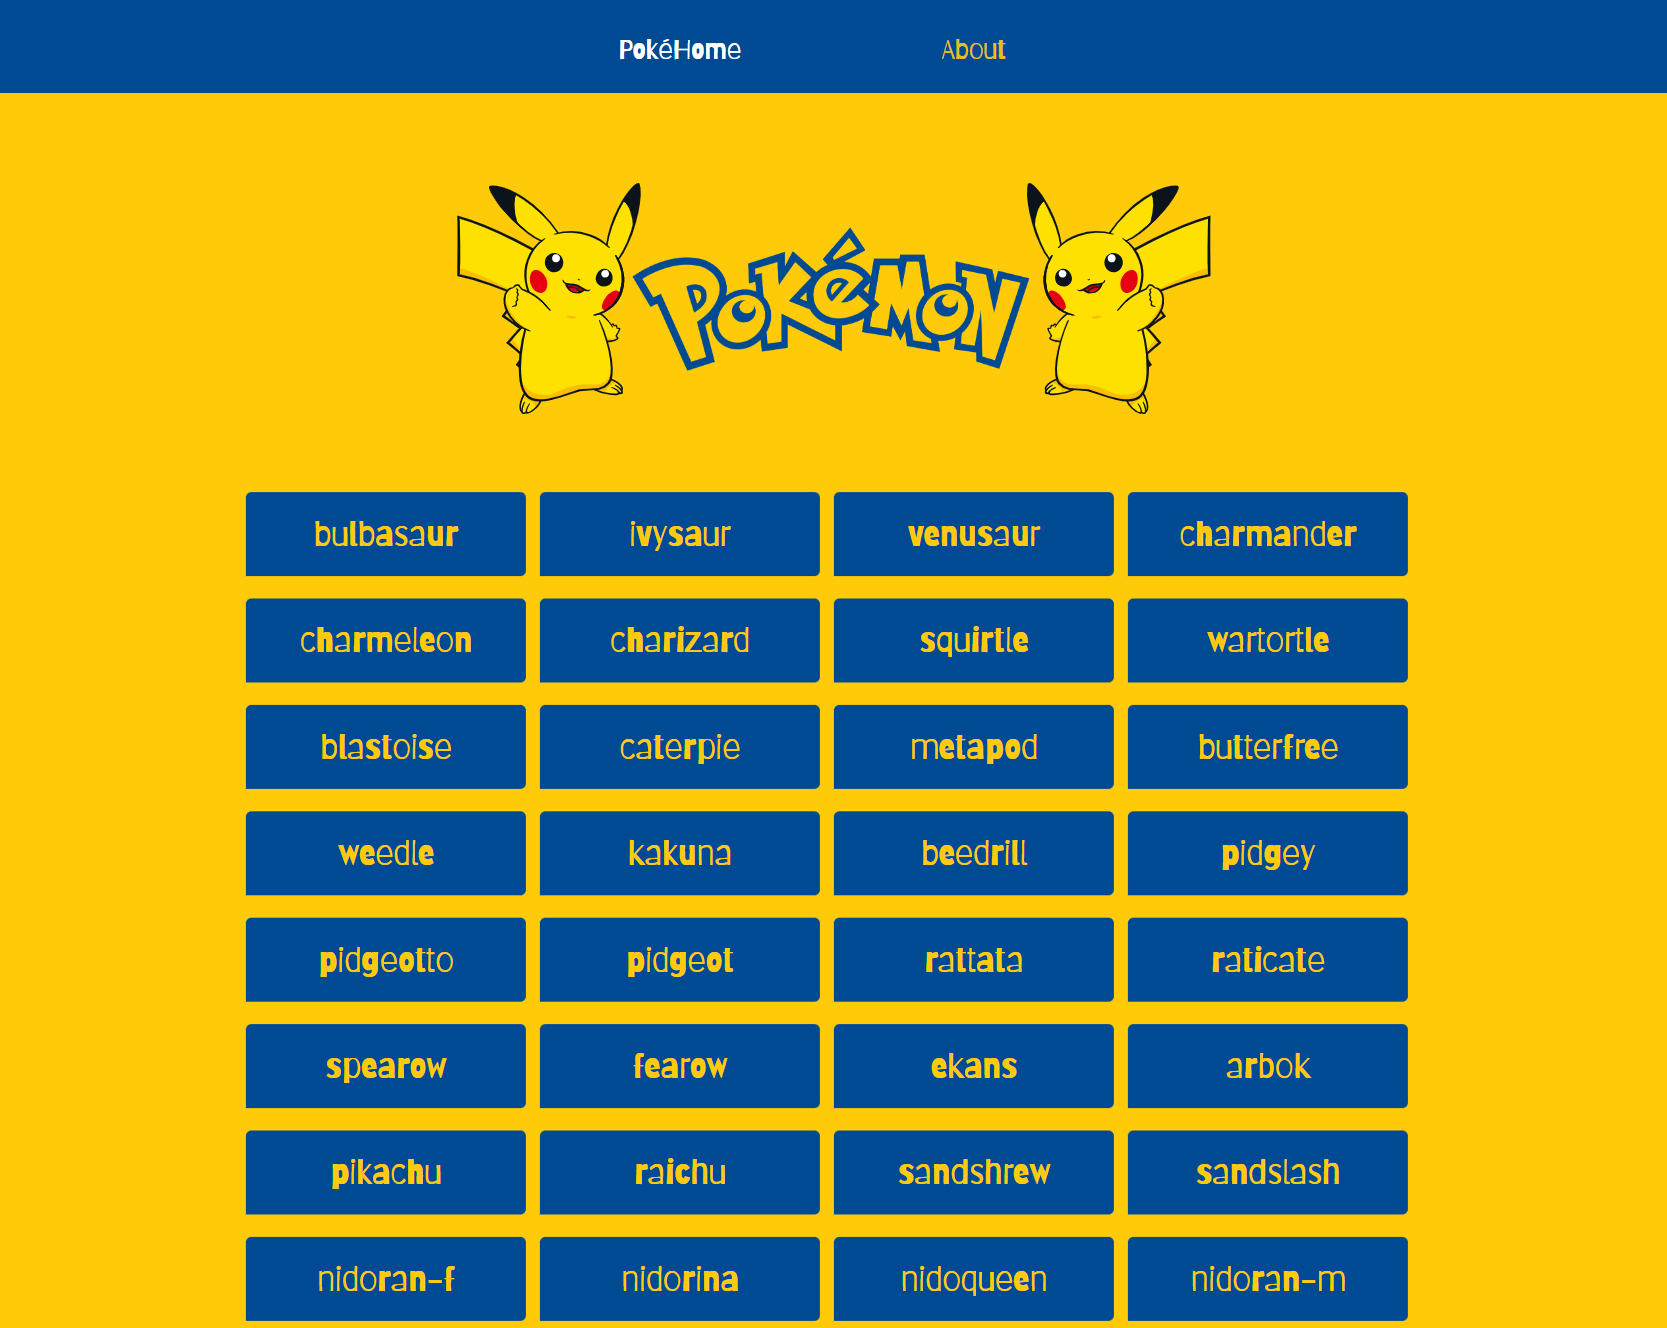 PokéHome About
Pokémon
bulbasaur ivysaur venusaur charmander
charmeleon charizard squirtle wartortle
blastoise caterpie metapod butterfree
weedle kakuna beedrill pidgey
pidgeotto pidgeot rattata raticate
spearow fearow ekans arbok
pikachu raichu sandshrew sandslash
nidoran-f nidorina nidoqueen nidoran-m